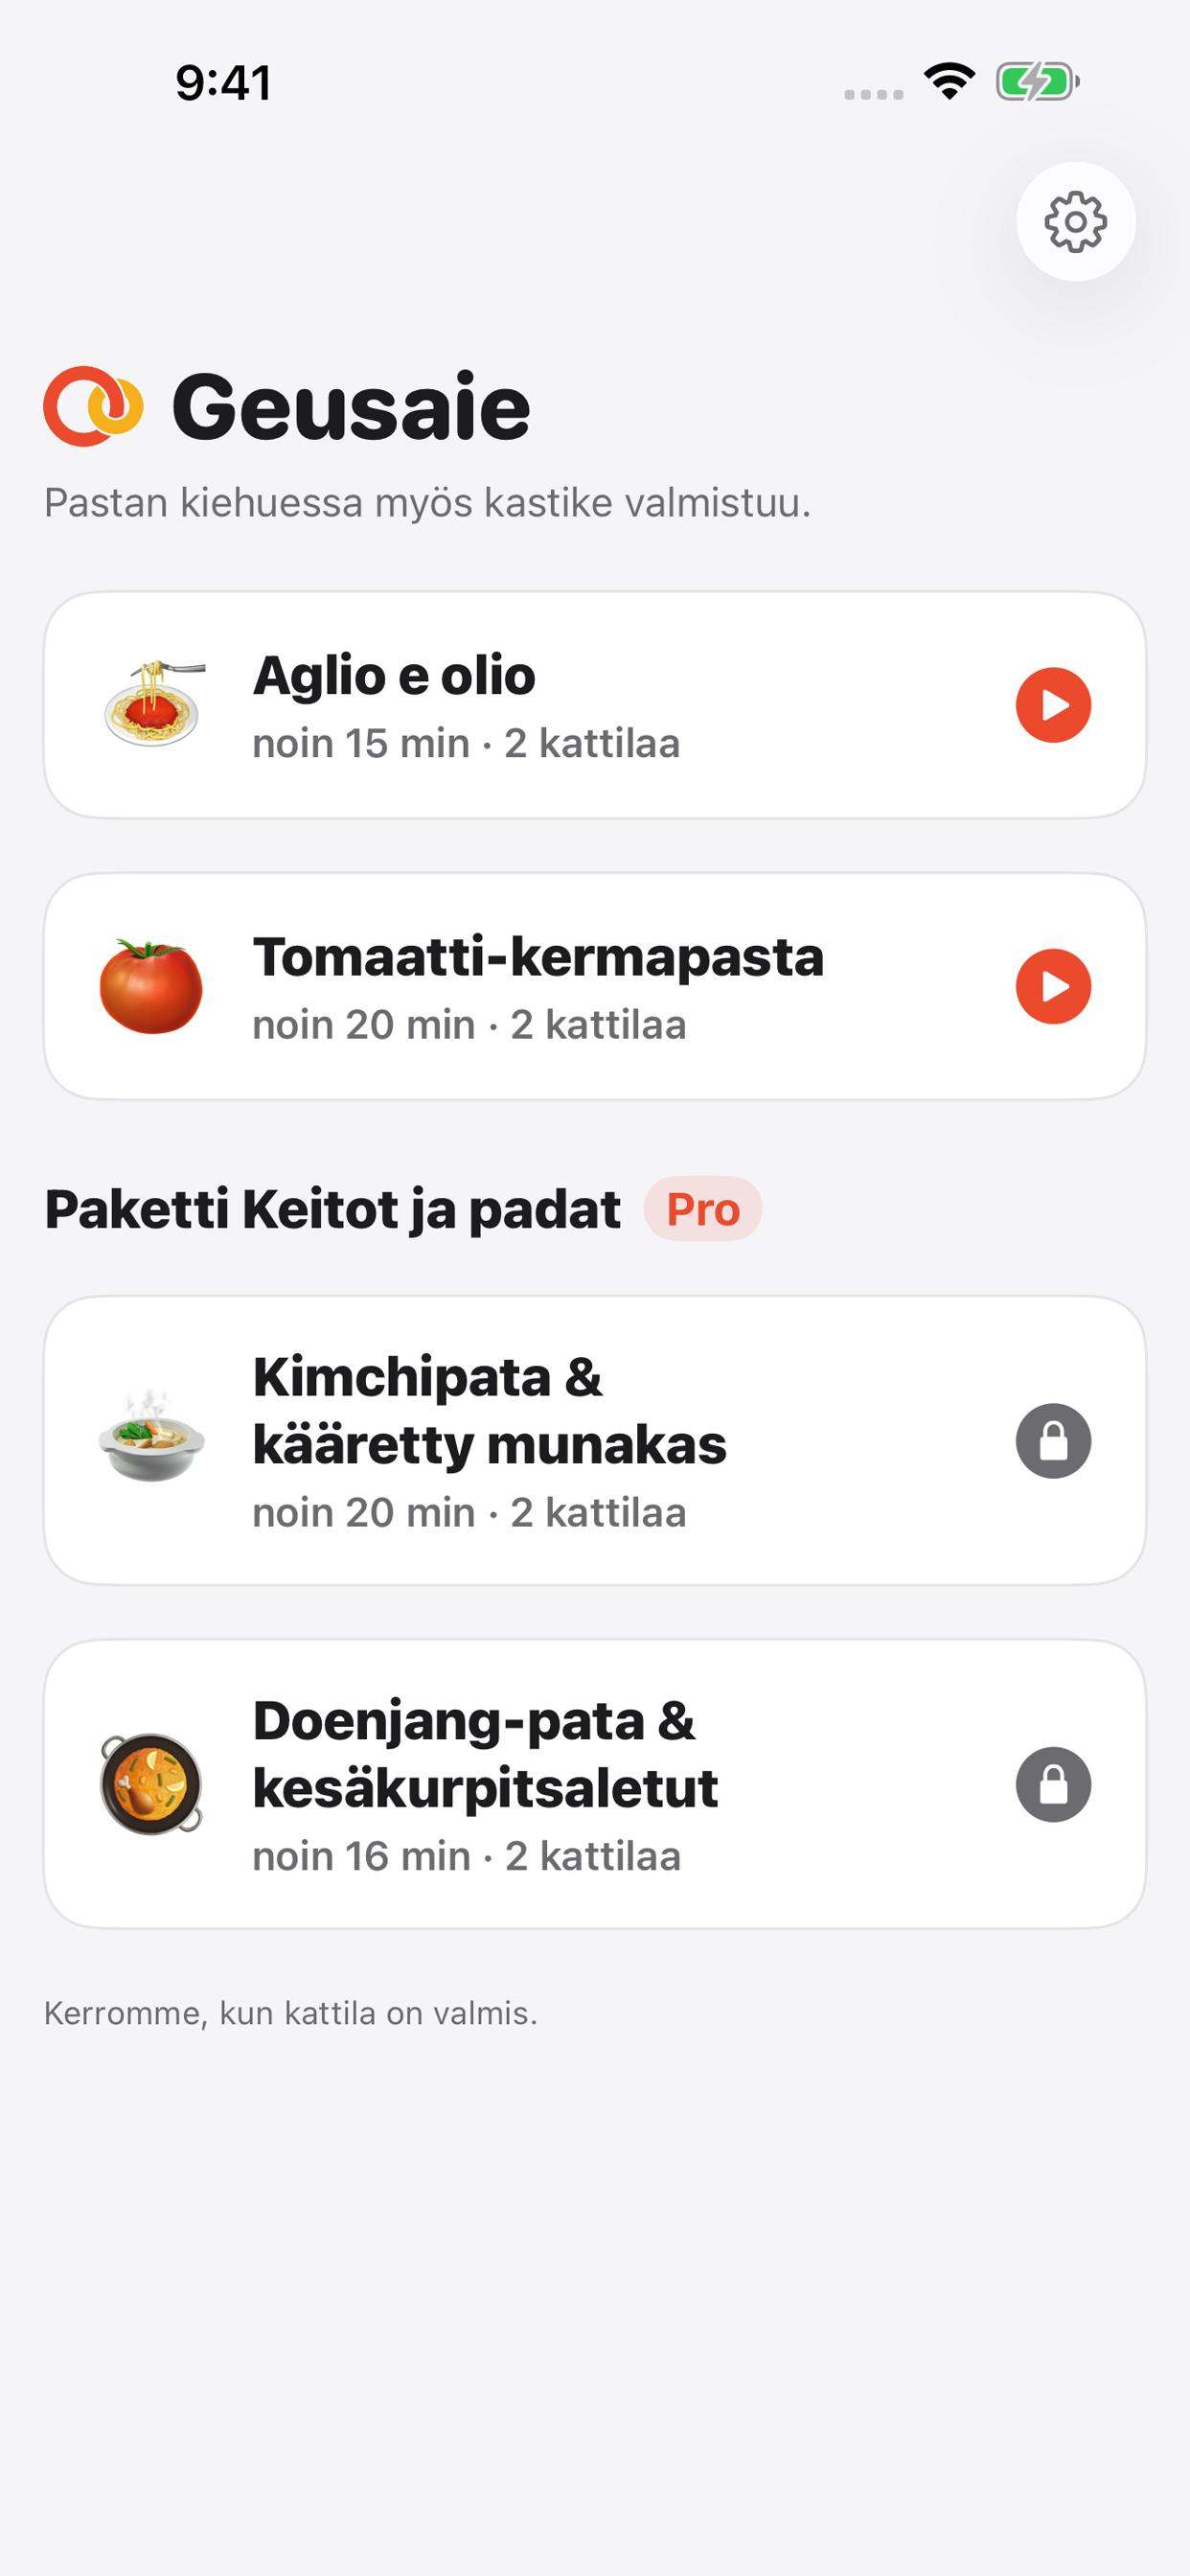 9:41
Geusaie
Pastan kiehuessa myös kastike valmistuu.
Aglio e olio
noin 15 min · 2 kattilaa
Tomaatti-kermapasta
noin 20 min · 2 kattilaa
Paketti Keitot ja padat Pro
Kimchipata &
kääretty munakas
noin 20 min · 2 kattilaa
Doenjang-pata &
kesäkurpitsaletut
noin 16 min · 2 kattilaa
Kerromme, kun kattila on valmis.